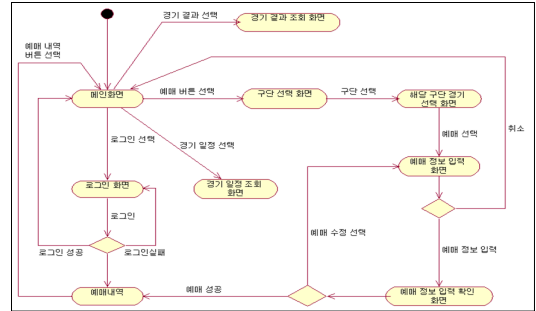 경기 결과 선택
경기 결과 조회 화면
예매 내역
버튼 선택
메인화면
예매 버튼 선택
구단 선택 화면
구단 선택
해당 구단 경기
선택 화면
로그인 선택
경기 일정 선택
예매 선택
취소
로그인 화면
경기 일정 조회
화면
예매 정보 입력
화면
로그인
로그인 성공
로그인실패
예매 수정 선택
예매 정보 입력
예매내역
예매 성공
예매 정보 입력 확인
화면